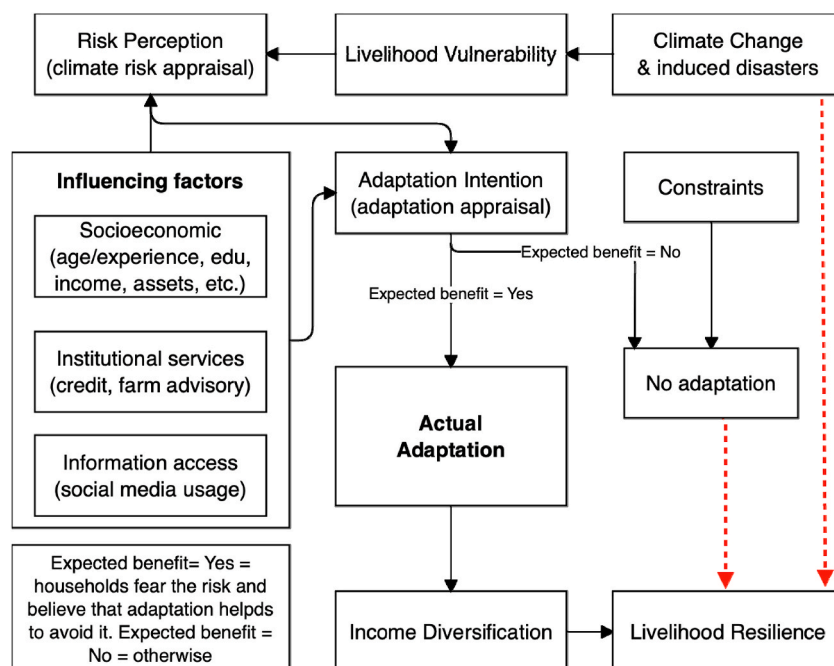 Risk Perception
(climate risk appraisal)
Livelihood Vulnerability
Climate Change
& induced disasters
Influencing factors
Socioeconomic
(age/experience, edu,
income, assets, etc.)
Institutional services
(credit, farm advisory)
Information access
(social media usage)
Adaptation Intention
(adaptation appraisal)
Constraints
Expected benefit = No
Expected benefit = Yes
No adaptation
Actual
Adaptation
Expected benefit= Yes =
households fear the risk and
believe that adaptation helpds
to avoid it. Expected benefit =
No = otherwise
Income Diversification
Livelihood Resilience